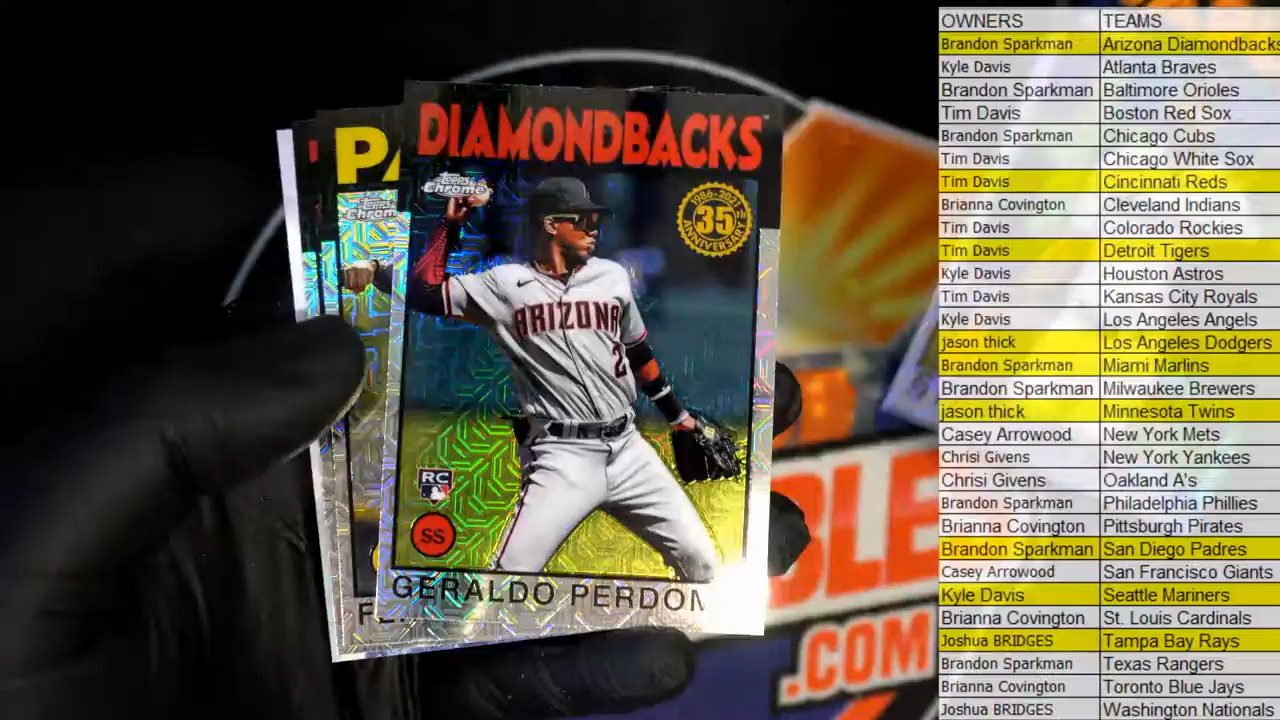 DIAMONDBACKS
PA
Topps
Chrome
Topps
Chrom
1986-2021
35th
ANNIVERSARY
ARIZONA
2
RC
SS
GERALDO PERDOM
F
BLE
.COM
OWNERS TEAMS
Brandon Sparkman Arizona Diamondbacks
Kyle Davis Atlanta Braves
Brandon Sparkman Baltimore Orioles
Tim Davis Boston Red Sox
Brandon Sparkman Chicago Cubs
Tim Davis Chicago White Sox
Tim Davis Cincinnati Reds
Brianna Covington Cleveland Indians
Tim Davis Colorado Rockies
Tim Davis Detroit Tigers
Kyle Davis Houston Astros
Tim Davis Kansas City Royals
Kyle Davis Los Angeles Angels
jason thick Los Angeles Dodgers
Brandon Sparkman Miami Marlins
Brandon Sparkman Milwaukee Brewers
jason thick Minnesota Twins
Casey Arrowood New York Mets
Chrisi Givens New York Yankees
Chrisi Givens Oakland A's
Brandon Sparkman Philadelphia Phillies
Brianna Covington Pittsburgh Pirates
Brandon Sparkman San Diego Padres
Casey Arrowood San Francisco Giants
Kyle Davis Seattle Mariners
Brianna Covington St. Louis Cardinals
Joshua BRIDGES Tampa Bay Rays
Brandon Sparkman Texas Rangers
Brianna Covington Toronto Blue Jays
Joshua BRIDGES Washington Nationals